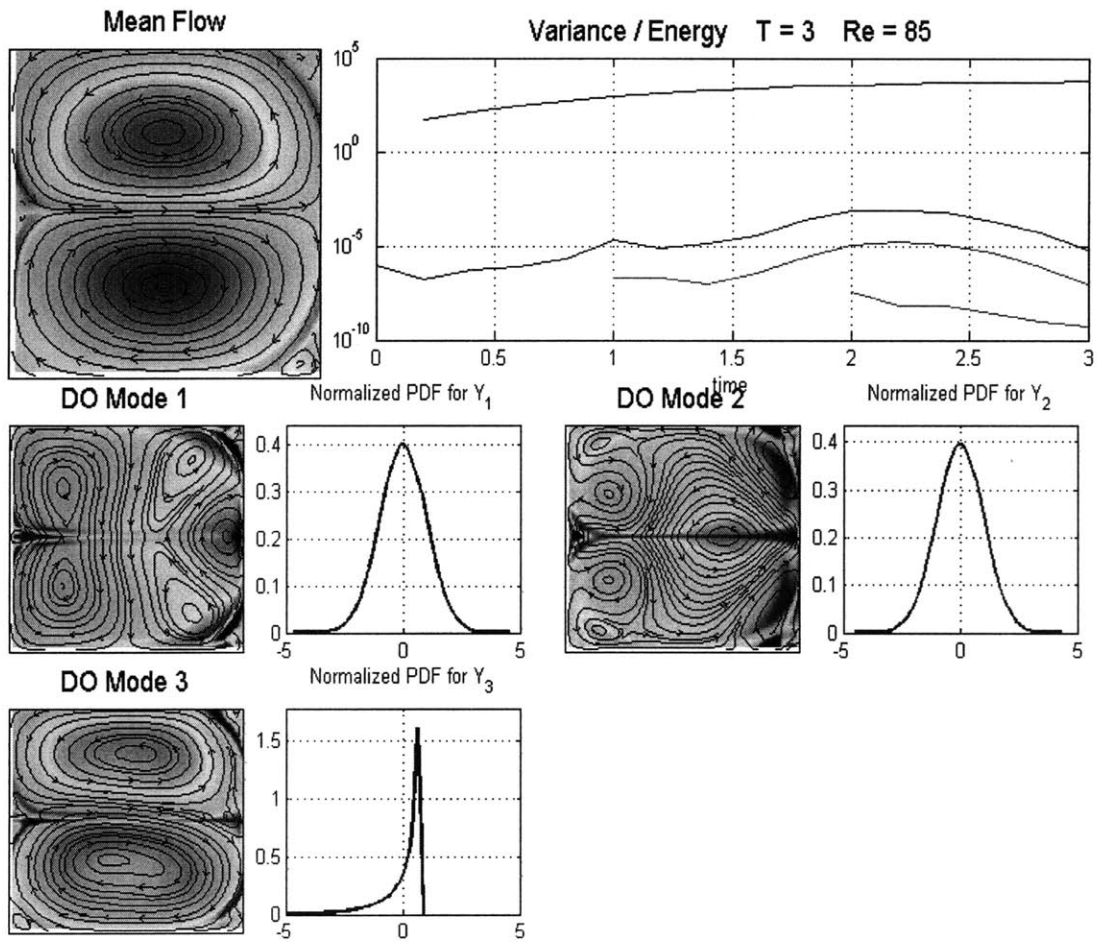 Mean Flow
Variance / Energy T = 3 Re = 85
10^5
10^0
10^-5
10^-10
0 0.5 1 1.5 2 2.5 3
time
DO Mode 1
Normalized PDF for Y_1
DO Mode 2
Normalized PDF for Y_2
0.4
0.3
0.2
0.1
0
-5 0 5
0.4
0.3
0.2
0.1
0
-5 0 5
DO Mode 3
Normalized PDF for Y_3
1.5
1
0.5
0
-5 0 5